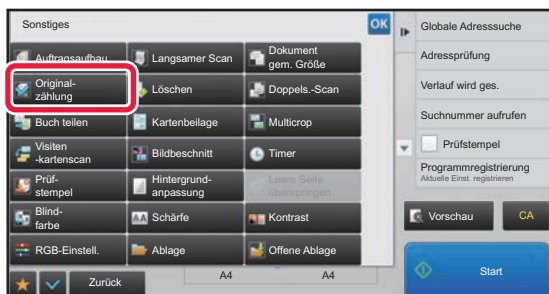 Sonstiges
OK
Auftragsaufbau
Langsamer Scan
Dokument
gem. Größe
Original-
zählung
Löschen
Doppels.-Scan
Buch teilen
Kartenbeilage
Multicrop
Visiten
-kartenscan
Bildbeschnitt
Timer
Prüf-
stempel
Hintergrund-
anpassung
Leere Seite
überspringen
Blind-
farbe
Schärfe
Kontrast
RGB-Einstell.
Ablage
Offene Ablage
Zurück
A4
A4
Globale Adresssuche
Adressprüfung
Verlauf wird ges.
Suchnummer aufrufen
Prüfstempel
Programmregistrierung
Aktuelle Einst. registrieren
Vorschau
CA
Start